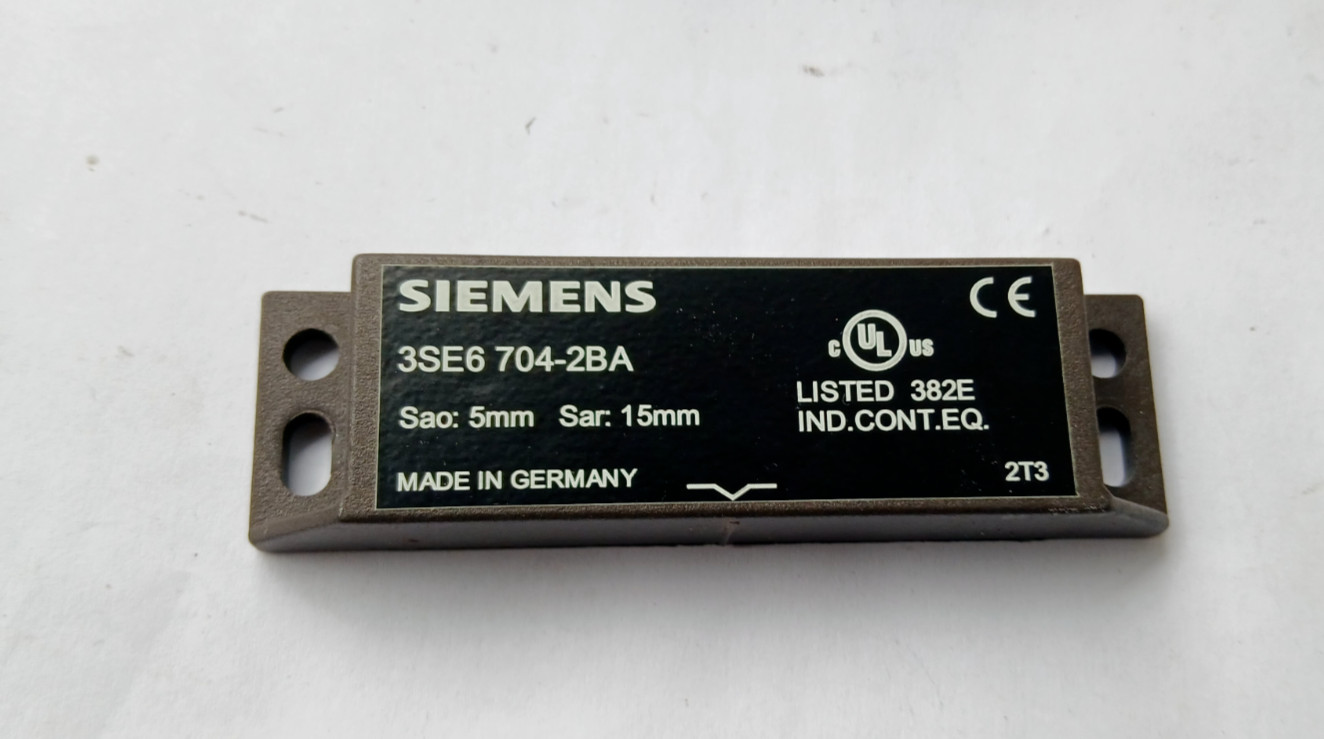 SIEMENS
CE
3SE6 704-2BA
c UL us
LISTED 382E
Sao: 5mm Sar: 15mm
IND.CONT.EQ.
MADE IN GERMANY
2T3